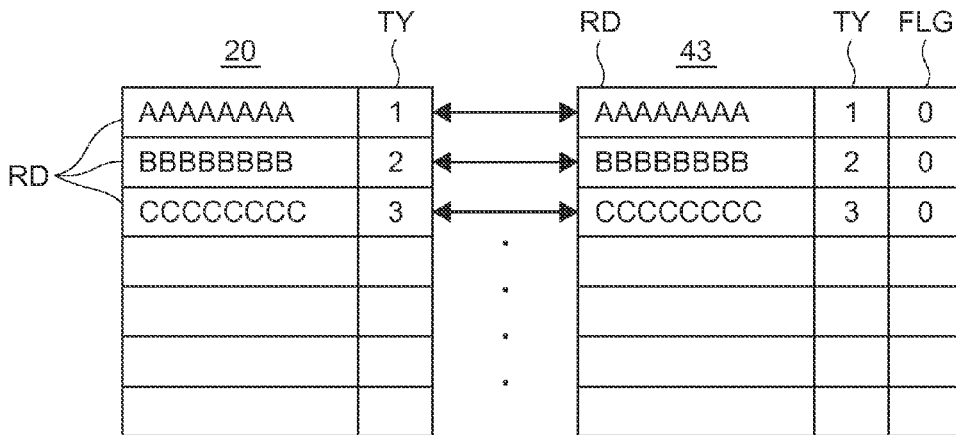 TY RD TY FLG
20 43
AAAAAAAA 1 AAAAAAAA 1 0
RD BBBBBBBB 2 BBBBBBBB 2 0
CCCCCCCC 3 CCCCCCCC 3 0